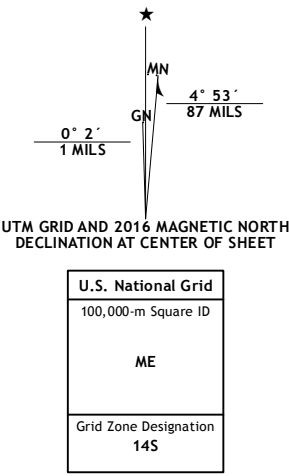 MN
4° 53´
87 MILS
GN
0° 2´
1 MILS
UTM GRID AND 2016 MAGNETIC NORTH
DECLINATION AT CENTER OF SHEET
U.S. National Grid
100,000-m Square ID
ME
Grid Zone Designation
14S